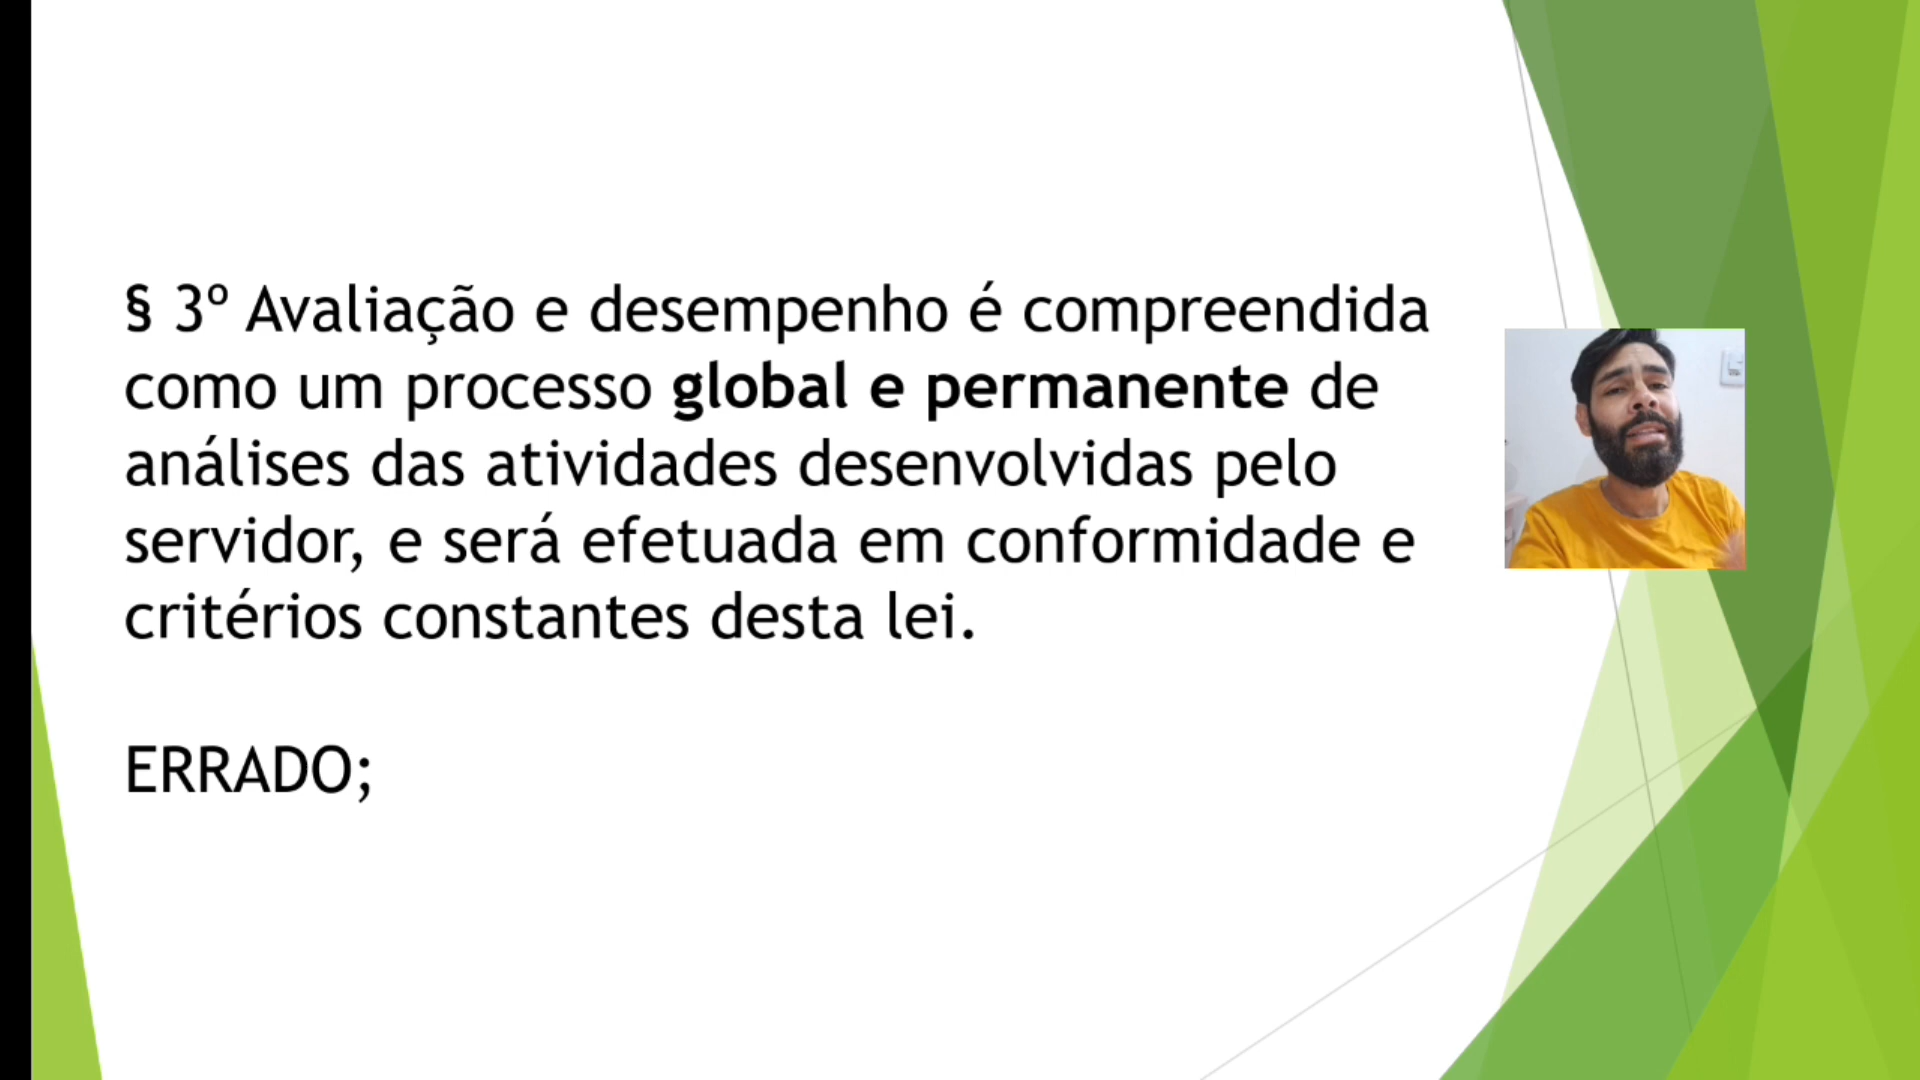 § 3º Avaliação e desempenho é compreendida
como um processo global e permanente de
análises das atividades desenvolvidas pelo
servidor, e será efetuada em conformidade e
critérios constantes desta lei.
ERRADO;